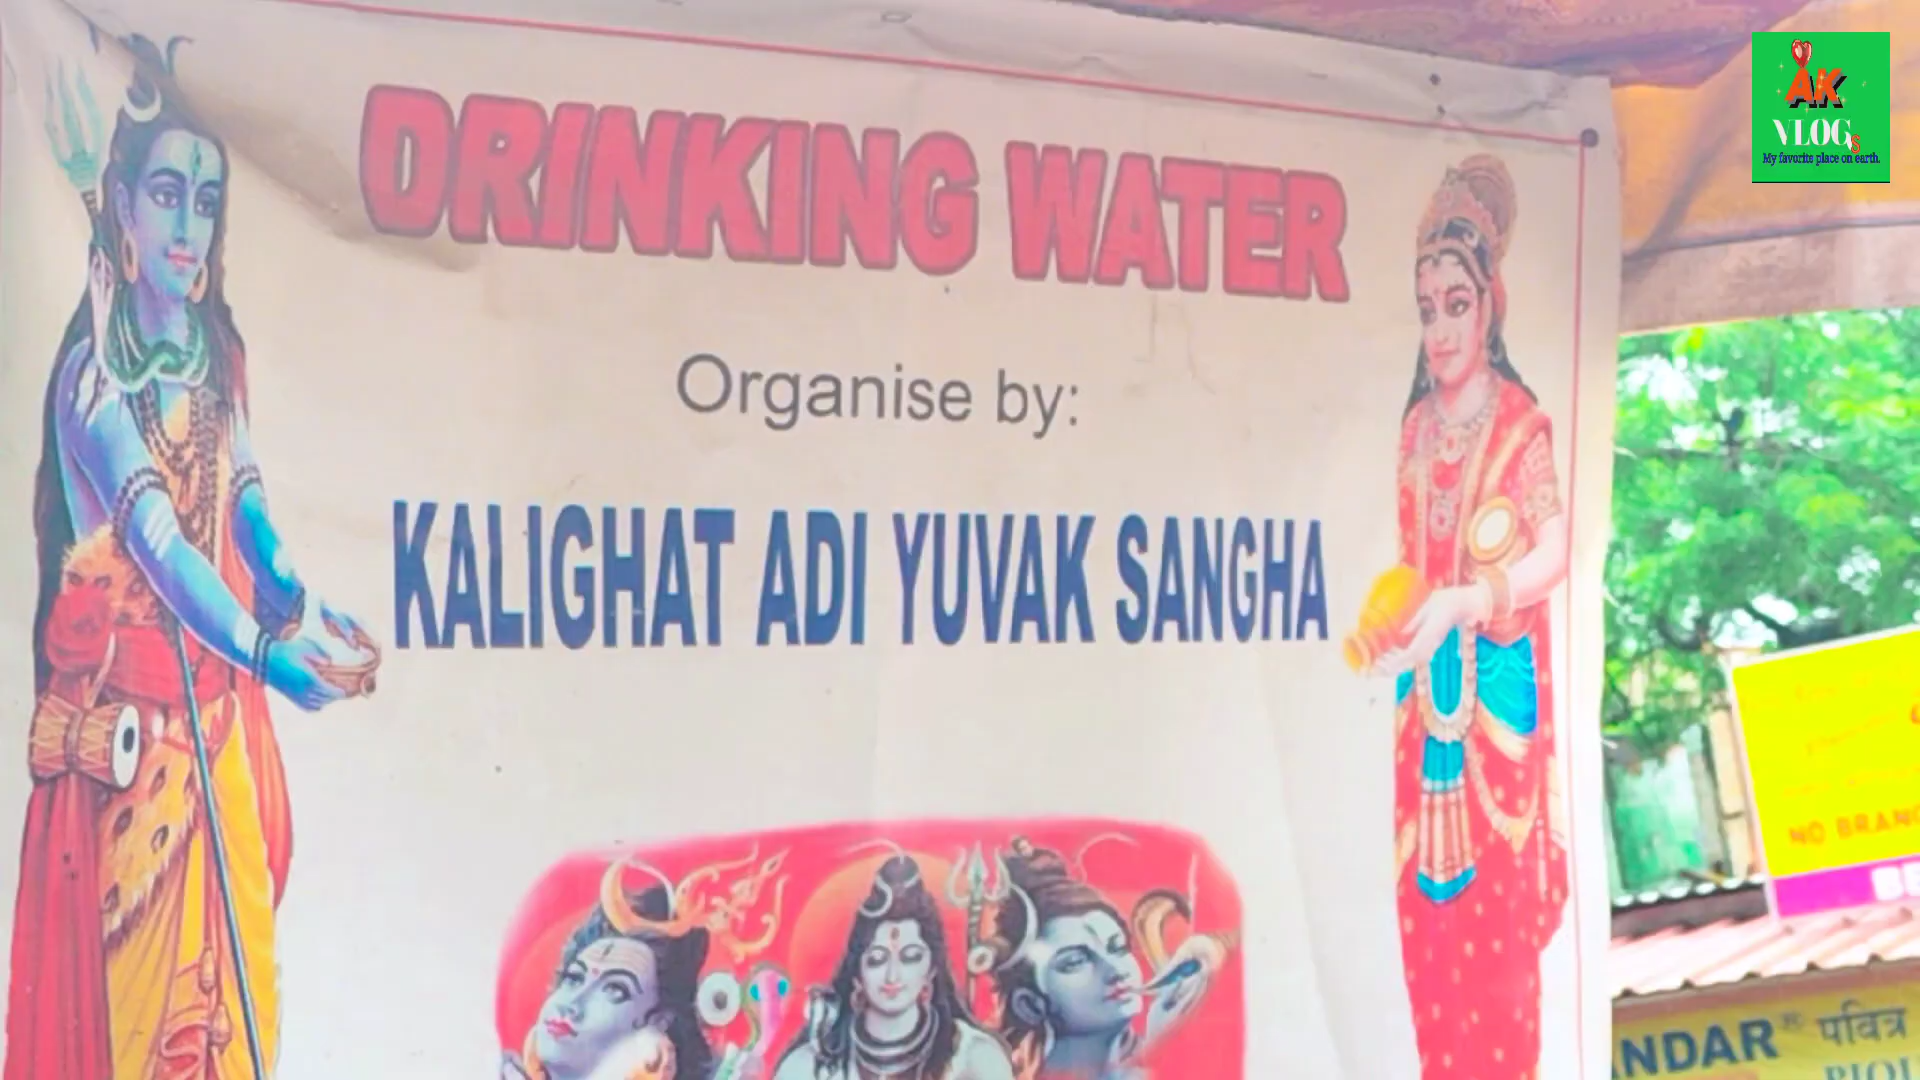 DRINKING WATER
Organise by:
KALIGHAT ADI YUVAK SANGHA
AK
VLOGs
My favorite place on earth.
NO BRAN
BE
NDAR
पवित्र